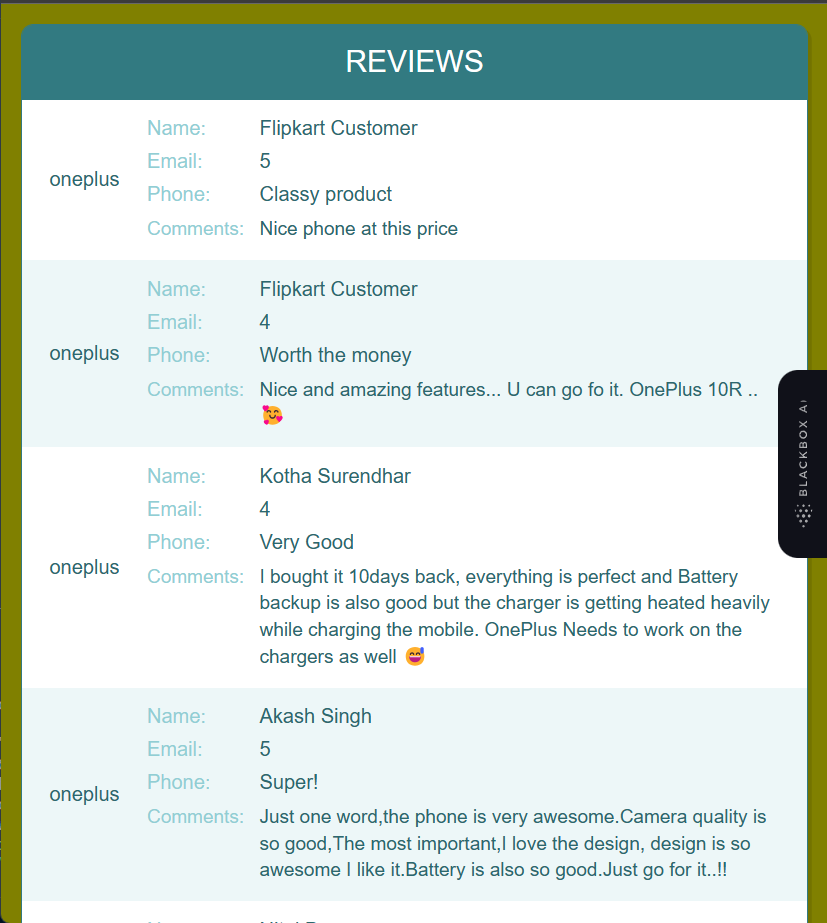 REVIEWS
Name: Flipkart Customer
Email: 5
oneplus
Phone: Classy product
Comments: Nice phone at this price
Name: Flipkart Customer
Email: 4
oneplus
Phone: Worth the money
Comments: Nice and amazing features... U can go fo it. OnePlus 10R ..
🥰
Name: Kotha Surendhar
Email: 4
Phone: Very Good
oneplus
Comments: I bought it 10days back, everything is perfect and Battery
backup is also good but the charger is getting heated heavily
while charging the mobile. OnePlus Needs to work on the
chargers as well 😅
Name: Akash Singh
Email: 5
Phone: Super!
oneplus
Comments: Just one word,the phone is very awesome.Camera quality is
so good,The most important,I love the design, design is so
awesome I like it.Battery is also so good.Just go for it..!!
BLACKBOX